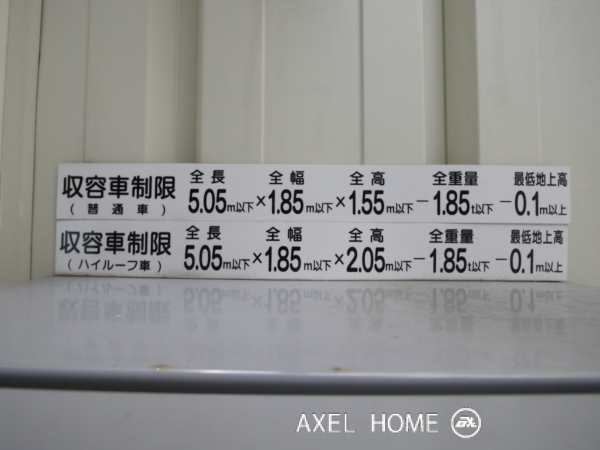 収容車制限 全長 全幅 全高 全重量 最低地上高
(普通車) 5.05m以下×1.85m以下×1.55m以下－1.85t以下－0.1m以上
収容車制限 全長 全幅 全高 全重量 最低地上高
(ハイルーフ車) 5.05m以下×1.85m以下×2.05m以下－1.85t以下－0.1m以上
AXEL HOME